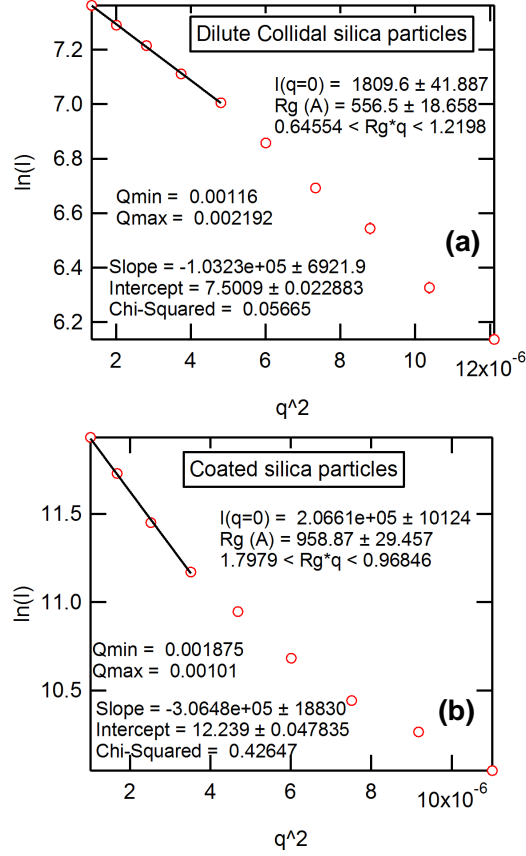 Dilute Collidal silica particles
I(q=0) = 1809.6 ± 41.887
Rg (A) = 556.5 ± 18.658
0.64554 < Rg*q < 1.2198
Qmin = 0.00116
Qmax = 0.002192
(a)
Slope = -1.0323e+05 ± 6921.9
Intercept = 7.5009 ± 0.022883
Chi-Squared = 0.05665
ln(I)
7.2
7.0
6.8
6.6
6.4
6.2
2 4 6 8 10 12x10-6
q^2
Coated silica particles
I(q=0) = 2.0661e+05 ± 10124
Rg (A) = 958.87 ± 29.457
1.7979 < Rg*q < 0.96846
Qmin = 0.001875
Qmax = 0.00101
(b)
Slope = -3.0648e+05 ± 18830
Intercept = 12.239 ± 0.047835
Chi-Squared = 0.42647
ln(I)
11.5
11.0
10.5
2 4 6 8 10x10-6
q^2